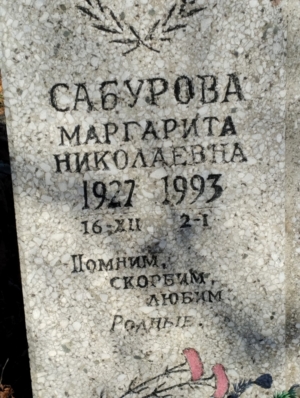 САБУРОВА
МАРГАРИТА
НИКОЛАЕВНА
1927 1993
16-XII 2-I
Помним,
скорбим,
любим
Родные.